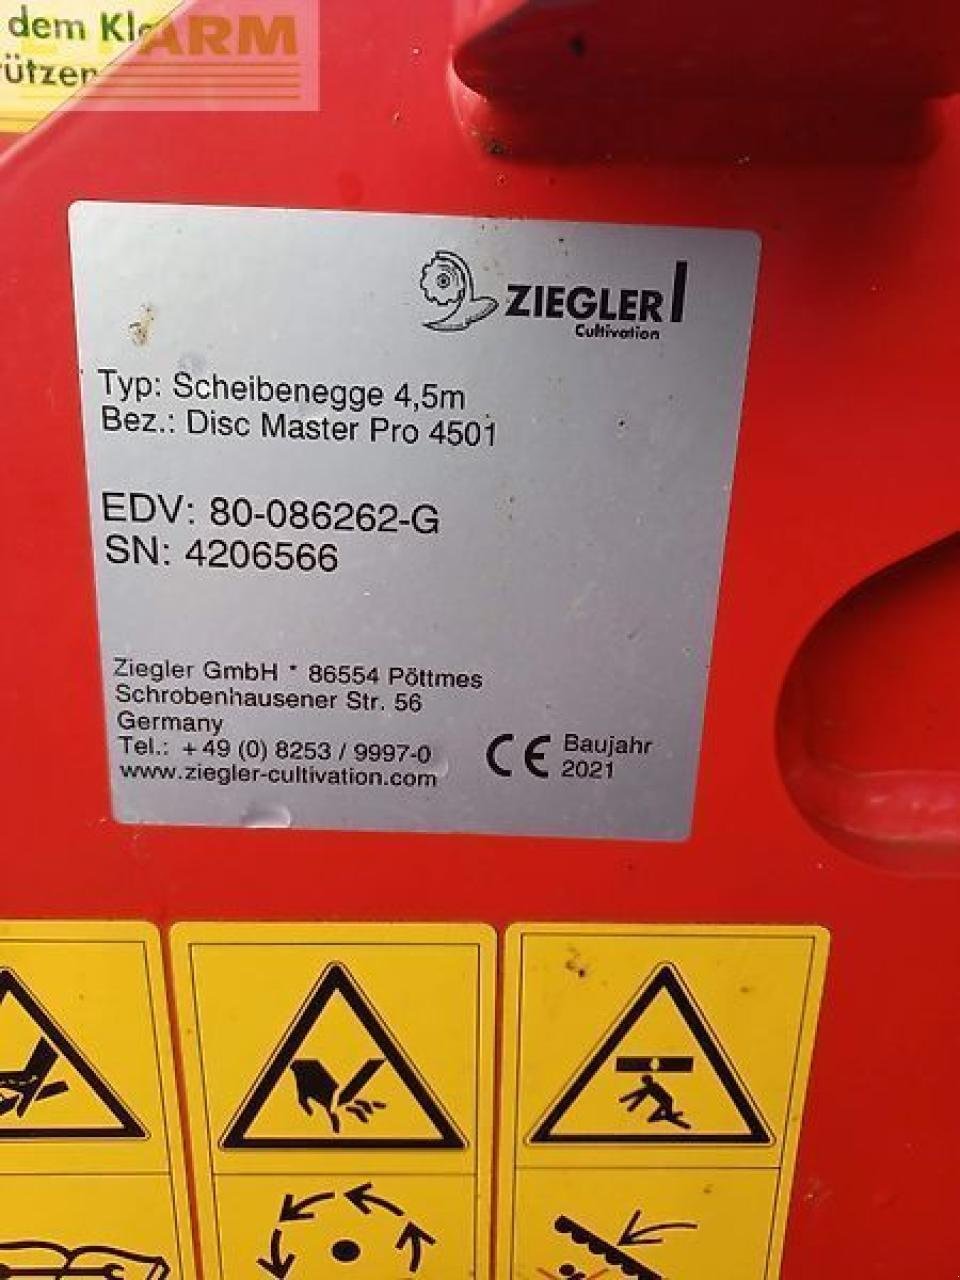 dem
ARM
ützen
ZIEGLER
Cultivation
Typ: Scheibenegge 4,5m
Bez.: Disc Master Pro 4501
EDV: 80-086262-G
SN: 4206566
Ziegler GmbH * 86554 Pöttmes
Schrobenhausener Str. 56
Germany
Tel.: +49 (0) 8253 / 9997-0
www.ziegler-cultivation.com
CE Baujahr
2021